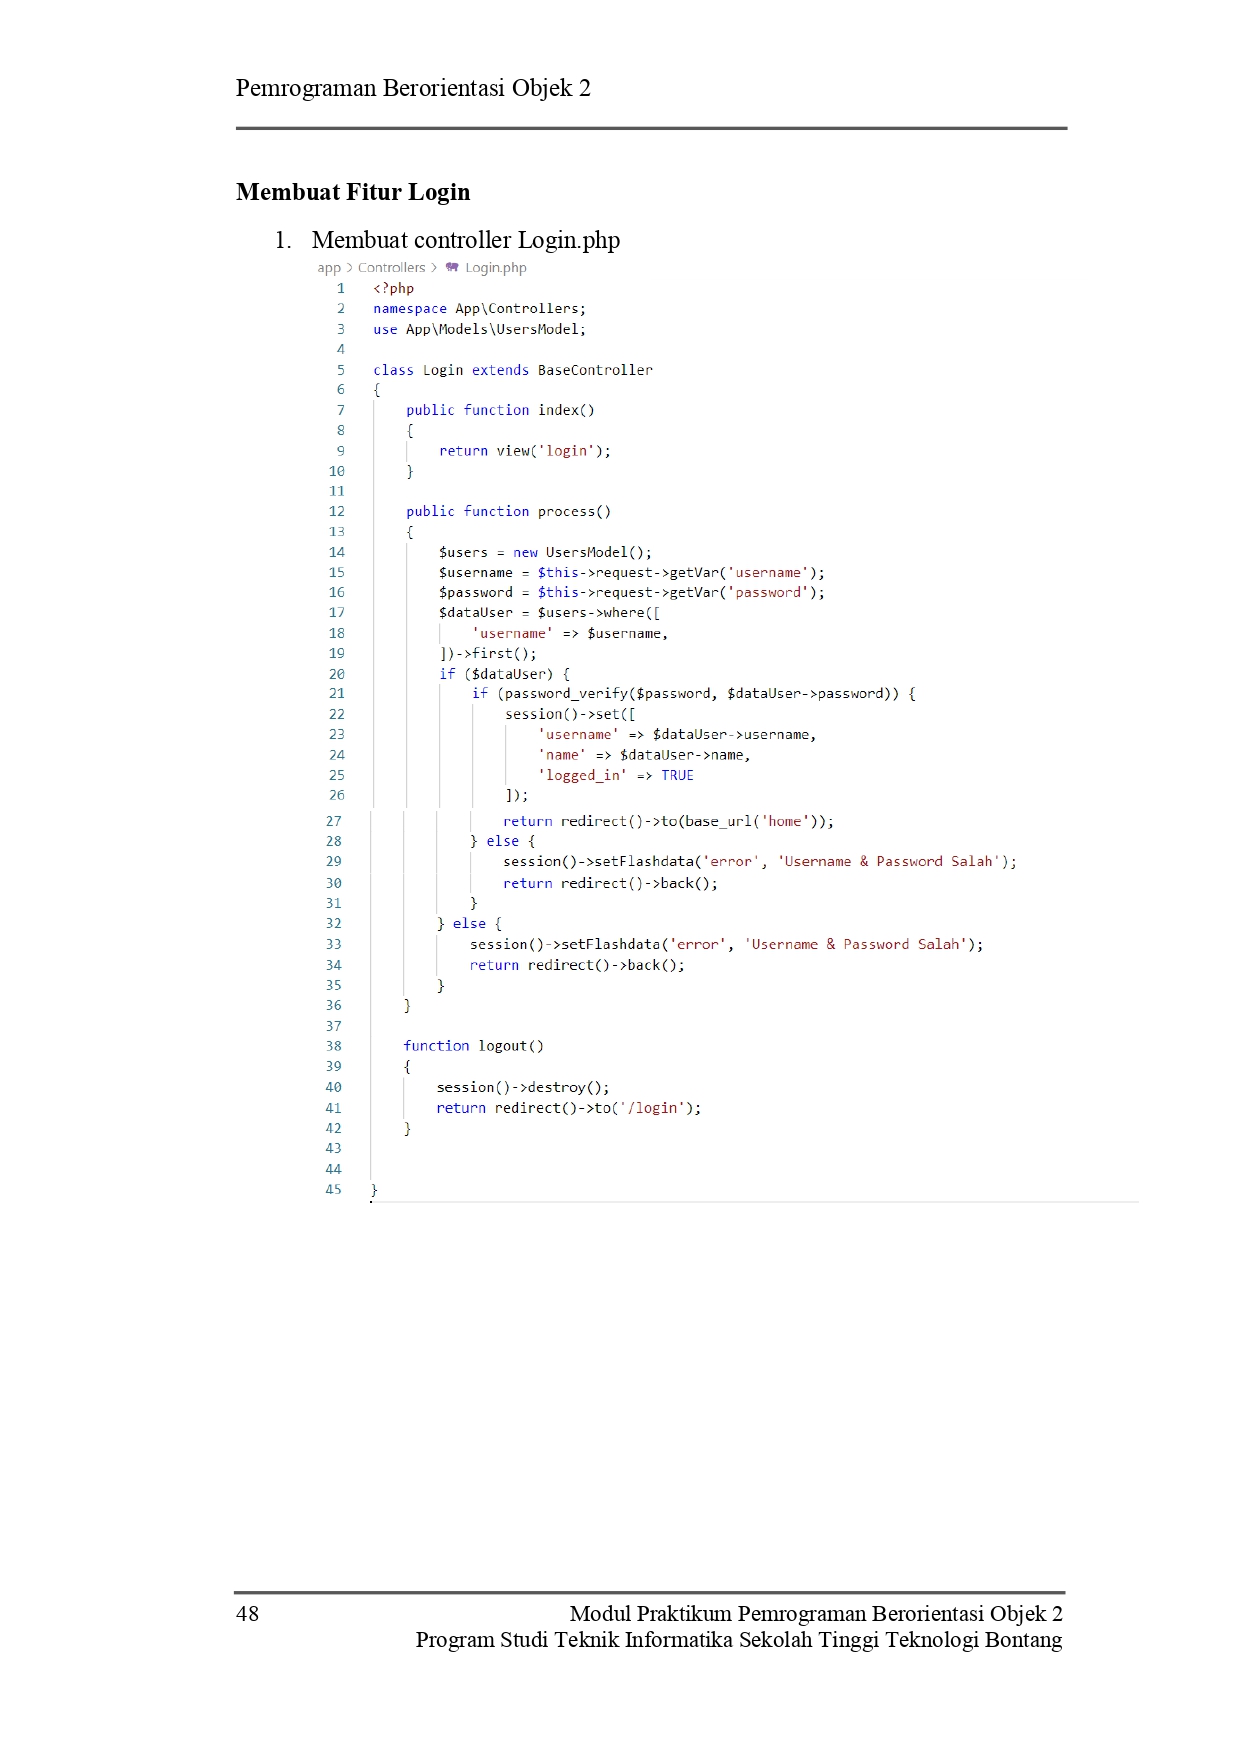 Pemrograman Berorientasi Objek 2
Membuat Fitur Login
1. Membuat controller Login.php
app > Controllers > Login.php
1 <?php
2 namespace App\Controllers;
3 use App\Models\UsersModel;
4
5 class Login extends BaseController
6 {
7 public function index()
8 {
9 return view('login');
10 }
11
12 public function process()
13 {
14 $users = new UsersModel();
15 $username = $this->request->getVar('username');
16 $password = $this->request->getVar('password');
17 $dataUser = $users->where([
18 'username' => $username,
19 ])->first();
20 if ($dataUser) {
21 if (password_verify($password, $dataUser->password)) {
22 session()->set([
23 'username' => $dataUser->username,
24 'name' => $dataUser->name,
25 'logged_in' => TRUE
26 ]);
27 return redirect()->to(base_url('home'));
28 } else {
29 session()->setFlashdata('error', 'Username & Password Salah');
30 return redirect()->back();
31 }
32 } else {
33 session()->setFlashdata('error', 'Username & Password Salah');
34 return redirect()->back();
35 }
36 }
37
38 function logout()
39 {
40 session()->destroy();
41 return redirect()->to('/login');
42 }
43
44
45 }
48 Modul Praktikum Pemrograman Berorientasi Objek 2
Program Studi Teknik Informatika Sekolah Tinggi Teknologi Bontang